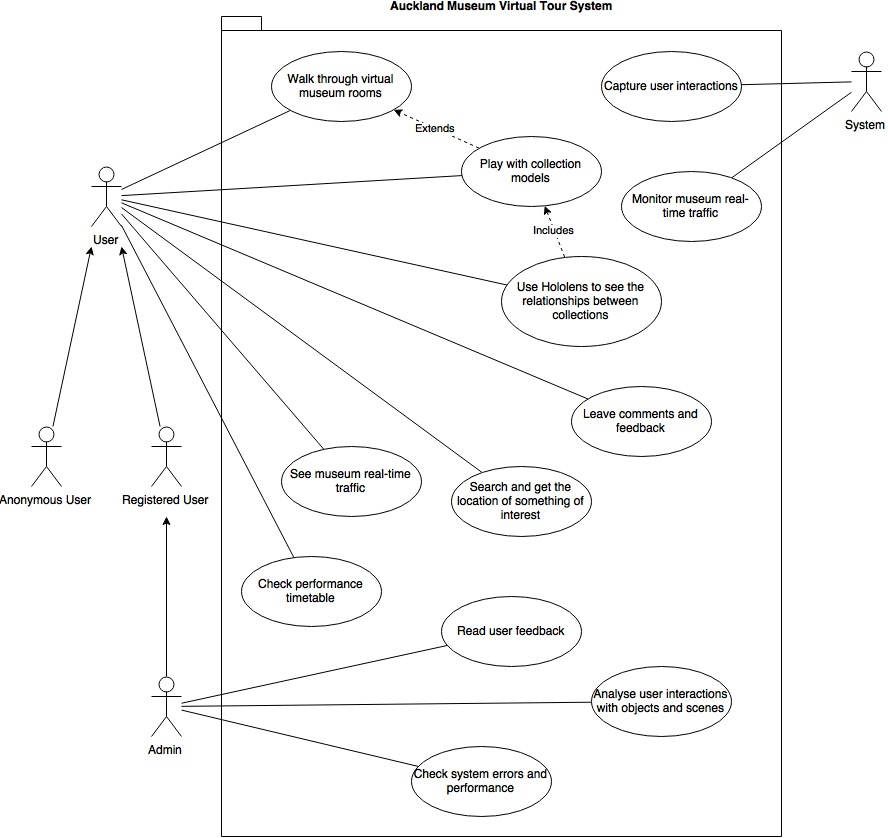 Auckland Museum Virtual Tour System
Walk through virtual
museum rooms
Capture user interactions
System
Extends
Play with collection
models
Monitor museum real-
time traffic
User
Includes
Use Hololens to see the
relationships between
collections
Leave comments and
feedback
See museum real-time
traffic
Search and get the
location of something of
interest
Anonymous User
Registered User
Check performance
timetable
Read user feedback
Analyse user interactions
with objects and scenes
Admin
Check system errors and
performance